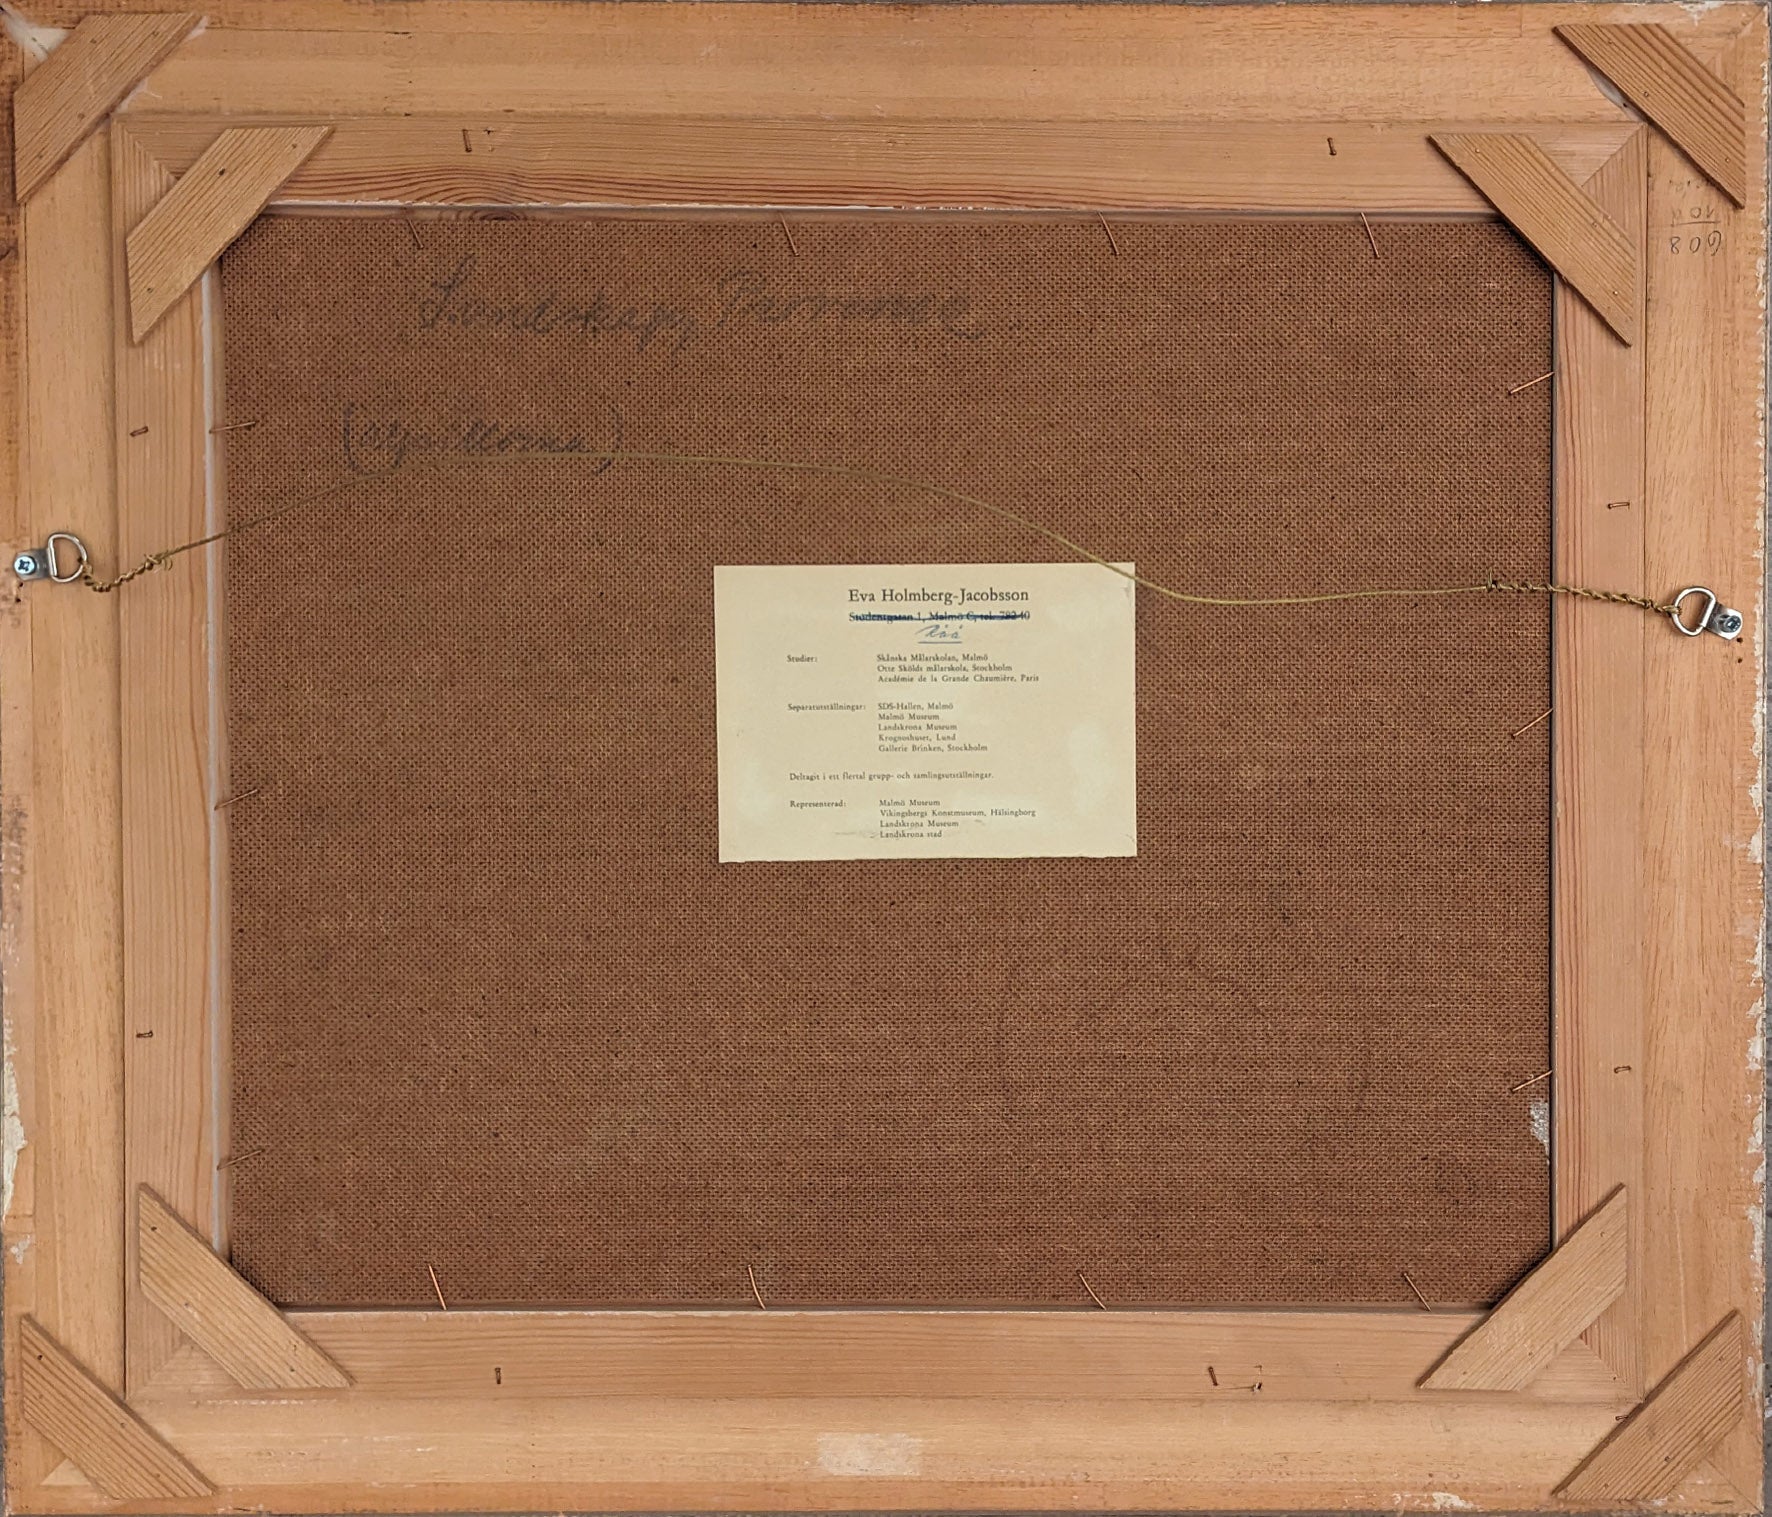 Landskap, Provence
Eva Holmberg-Jacobsson
Studentgatan 1, Malmö C, tel. 782 40
Råå
Studier: Skånska Målarskolan, Malmö
Otte Skölds målarskola, Stockholm
Académie de la Grande Chaumière, Paris
Separatutställningar: SDS-Hallen, Malmö
Malmö Museum
Landskrona Museum
Krognoshuset, Lund
Gallerie Brinken, Stockholm
Deltagit i ett flertal grupp- och samlingsutställningar.
Representerad: Malmö Museum
Vikingsbergs Konstmuseum, Hälsingborg
Landskrona Museum
Landskrona stad
608